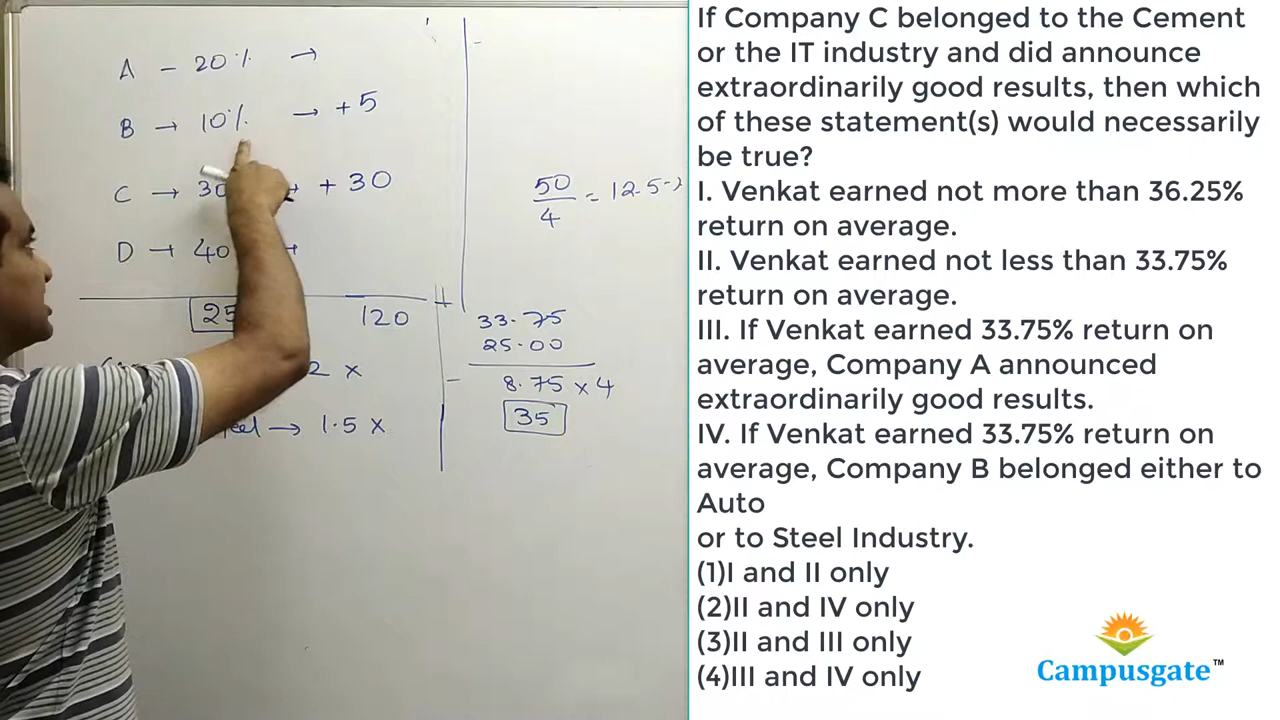 A - 20% →
B → 10% → + 5
C → 30 → + 30
D → 40 →
25
120
2 x
→ 1.5 x
50
4
= 12.5
33.75
25.00
8.75 x 4
35
If Company C belonged to the Cement
or the IT industry and did announce
extraordinarily good results, then which
of these statement(s) would necessarily
be true?
I. Venkat earned not more than 36.25%
return on average.
II. Venkat earned not less than 33.75%
return on average.
III. If Venkat earned 33.75% return on
average, Company A announced
extraordinarily good results.
IV. If Venkat earned 33.75% return on
average, Company B belonged either to
Auto
or to Steel Industry.
(1)I and II only
(2)II and IV only
(3)II and III only
(4)III and IV only
Campusgate™